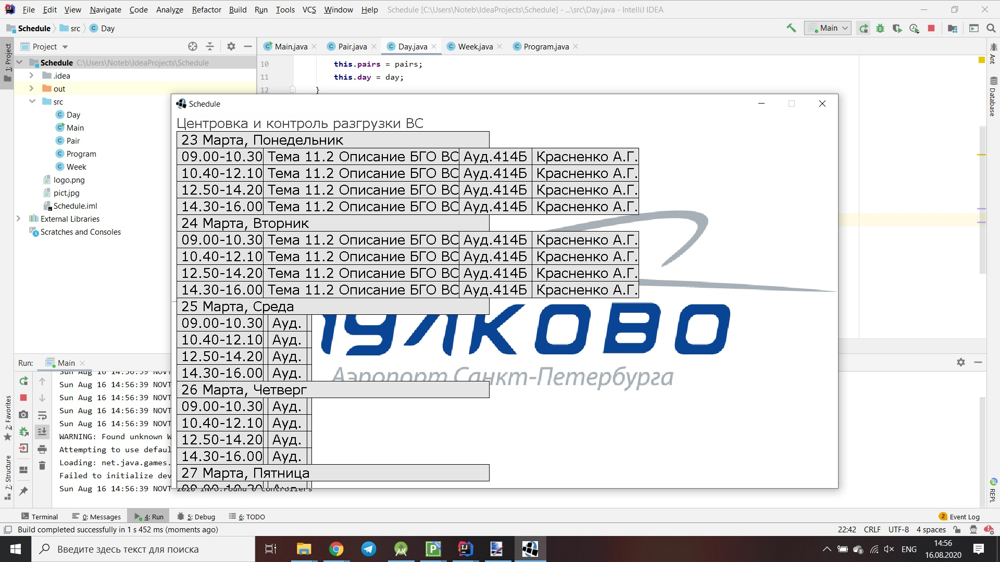 File Edit View Navigate Code Analyze Refactor Build Run Tools VCS Window Help Schedule [C:\Users\Noteb\IdeaProjects\Schedule] - ...\src\Day.java - IntelliJ IDEA
Schedule src Day Main
1: Project
Project
Main.java Pair.java Day.java Week.java Program.java
Schedule C:\Users\Noteb\IdeaProjects\Schedule
.idea
out
src
Day
Main
Pair
Program
Week
logo.png
pict.jpg
Schedule.iml
External Libraries
Scratches and Consoles
10 this.pairs = pairs;
11 this.day = day;
12 }
Ant
Database
Schedule
Центровка и контроль разгрузки ВС
23 Марта, Понедельник
09.00-10.30 Тема 11.2 Описание БГО ВС Ауд.414Б Красненко А.Г.
10.40-12.10 Тема 11.2 Описание БГО ВС Ауд.414Б Красненко А.Г.
12.50-14.20 Тема 11.2 Описание БГО ВС Ауд.414Б Красненко А.Г.
14.30-16.00 Тема 11.2 Описание БГО ВС Ауд.414Б Красненко А.Г.
24 Марта, Вторник
09.00-10.30 Тема 11.2 Описание БГО ВС Ауд.414Б Красненко А.Г.
10.40-12.10 Тема 11.2 Описание БГО ВС Ауд.414Б Красненко А.Г.
12.50-14.20 Тема 11.2 Описание БГО ВС Ауд.414Б Красненко А.Г.
14.30-16.00 Тема 11.2 Описание БГО ВС Ауд.414Б Красненко А.Г.
25 Марта, Среда
09.00-10.30 Ауд.
10.40-12.10 Ауд.
12.50-14.20 Ауд.
14.30-16.00 Ауд.
26 Марта, Четверг
09.00-10.30 Ауд.
10.40-12.10 Ауд.
12.50-14.20 Ауд.
14.30-16.00 Ауд.
27 Марта, Пятница
ПУЛКОВО
Аэропорт Санкт-Петербурга
Run: Main
Sun Aug 16 14:56:39 NOVT
Sun Aug 16 14:56:39 NOVT
Sun Aug 16 14:56:39 NOVT
Sun Aug 16 14:56:39 NOVT
Sun Aug 16 14:56:39 NOVT
WARNING: Found unknown W
Attempting to use defaul
Loading: net.java.games.
Failed to initialize dev
Sun Aug 16 14:56:39 NOVT 2020 INFO:Found 0 controllers
2: Favorites
7: Structure
REPL
Terminal 0: Messages 4: Run 5: Debug 6: TODO 2 Event Log
Build completed successfully in 1 s 452 ms (moments ago) 22:42 CRLF UTF-8 4 spaces
Введите здесь текст для поиска ENG 14:56
16.08.2020